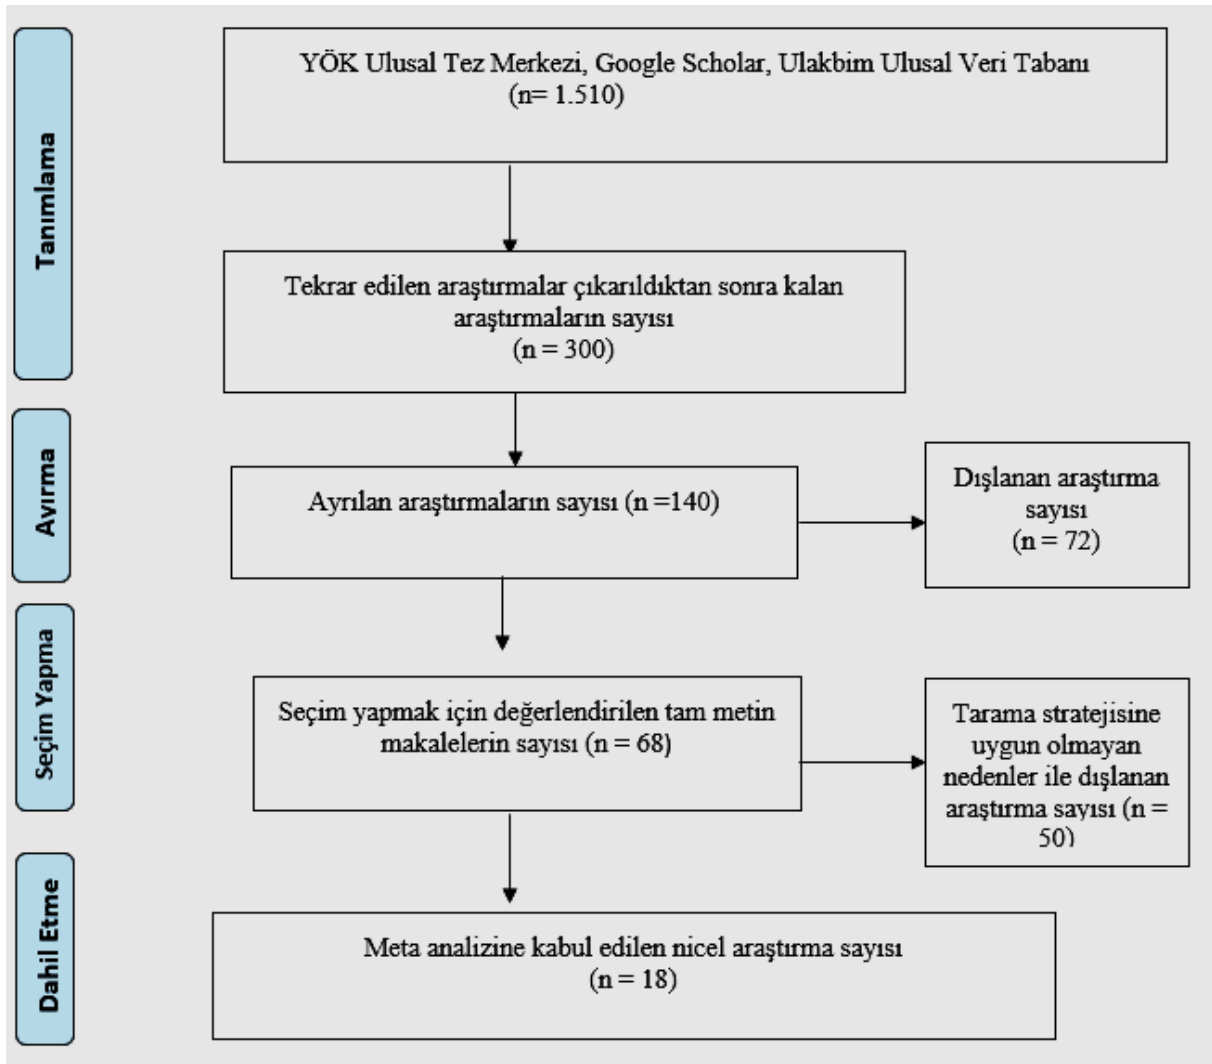 Tanımlama
YÖK Ulusal Tez Merkezi, Google Scholar, Ulakbim Ulusal Veri Tabanı
(n= 1.510)
Tekrar edilen araştırmalar çıkarıldıktan sonra kalan
araştırmaların sayısı
(n = 300)
Ayırma
Ayrılan araştırmaların sayısı (n =140)
Dışlanan araştırma
sayısı
(n = 72)
Seçim Yapma
Seçim yapmak için değerlendirilen tam metin
makalelerin sayısı (n = 68)
Tarama stratejisine
uygun olmayan
nedenler ile dışlanan
araştırma sayısı (n =
50)
Dahil Etme
Meta analizine kabul edilen nicel araştırma sayısı
(n = 18)